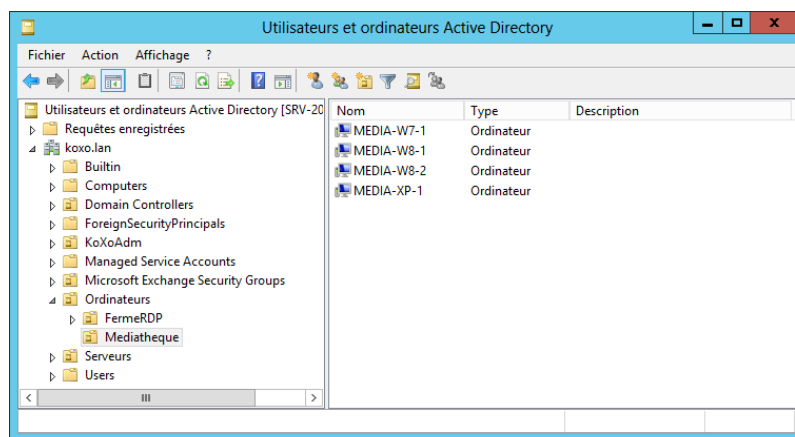 Utilisateurs et ordinateurs Active Directory
Fichier Action Affichage ?
Utilisateurs et ordinateurs Active Directory [SRV-20
Requêtes enregistrées
koxo.lan
Builtin
Computers
Domain Controllers
ForeignSecurityPrincipals
KoXoAdm
Managed Service Accounts
Microsoft Exchange Security Groups
Ordinateurs
FermeRDP
Mediatheque
Serveurs
Users
Nom Type Description
MEDIA-W7-1 Ordinateur
MEDIA-W8-1 Ordinateur
MEDIA-W8-2 Ordinateur
MEDIA-XP-1 Ordinateur